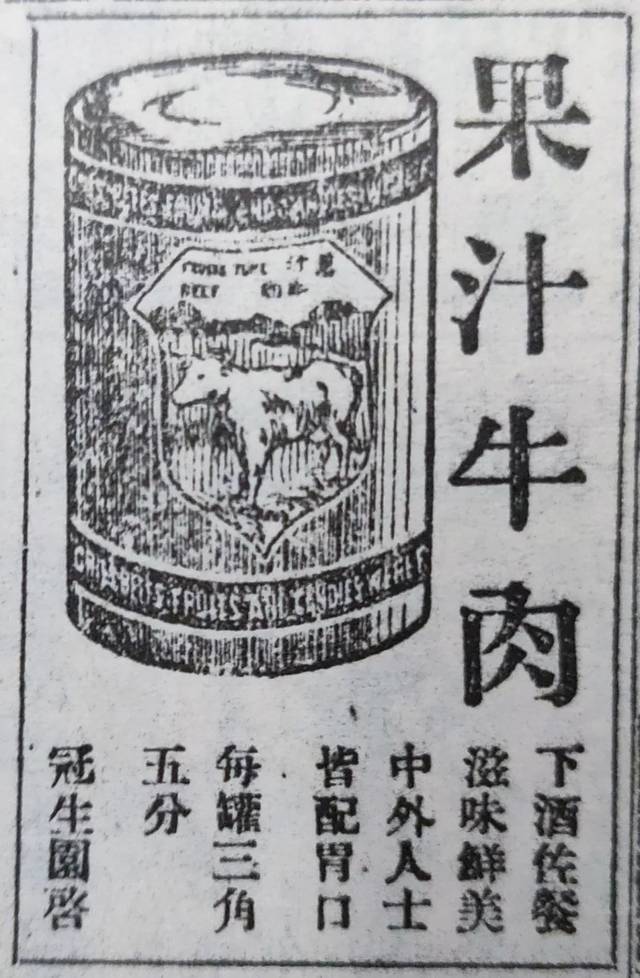 果汁牛肉
下酒佐餐
滋味鮮美
中外人士
皆配胃口
每罐三角
五分
冠生園啓
BEEF